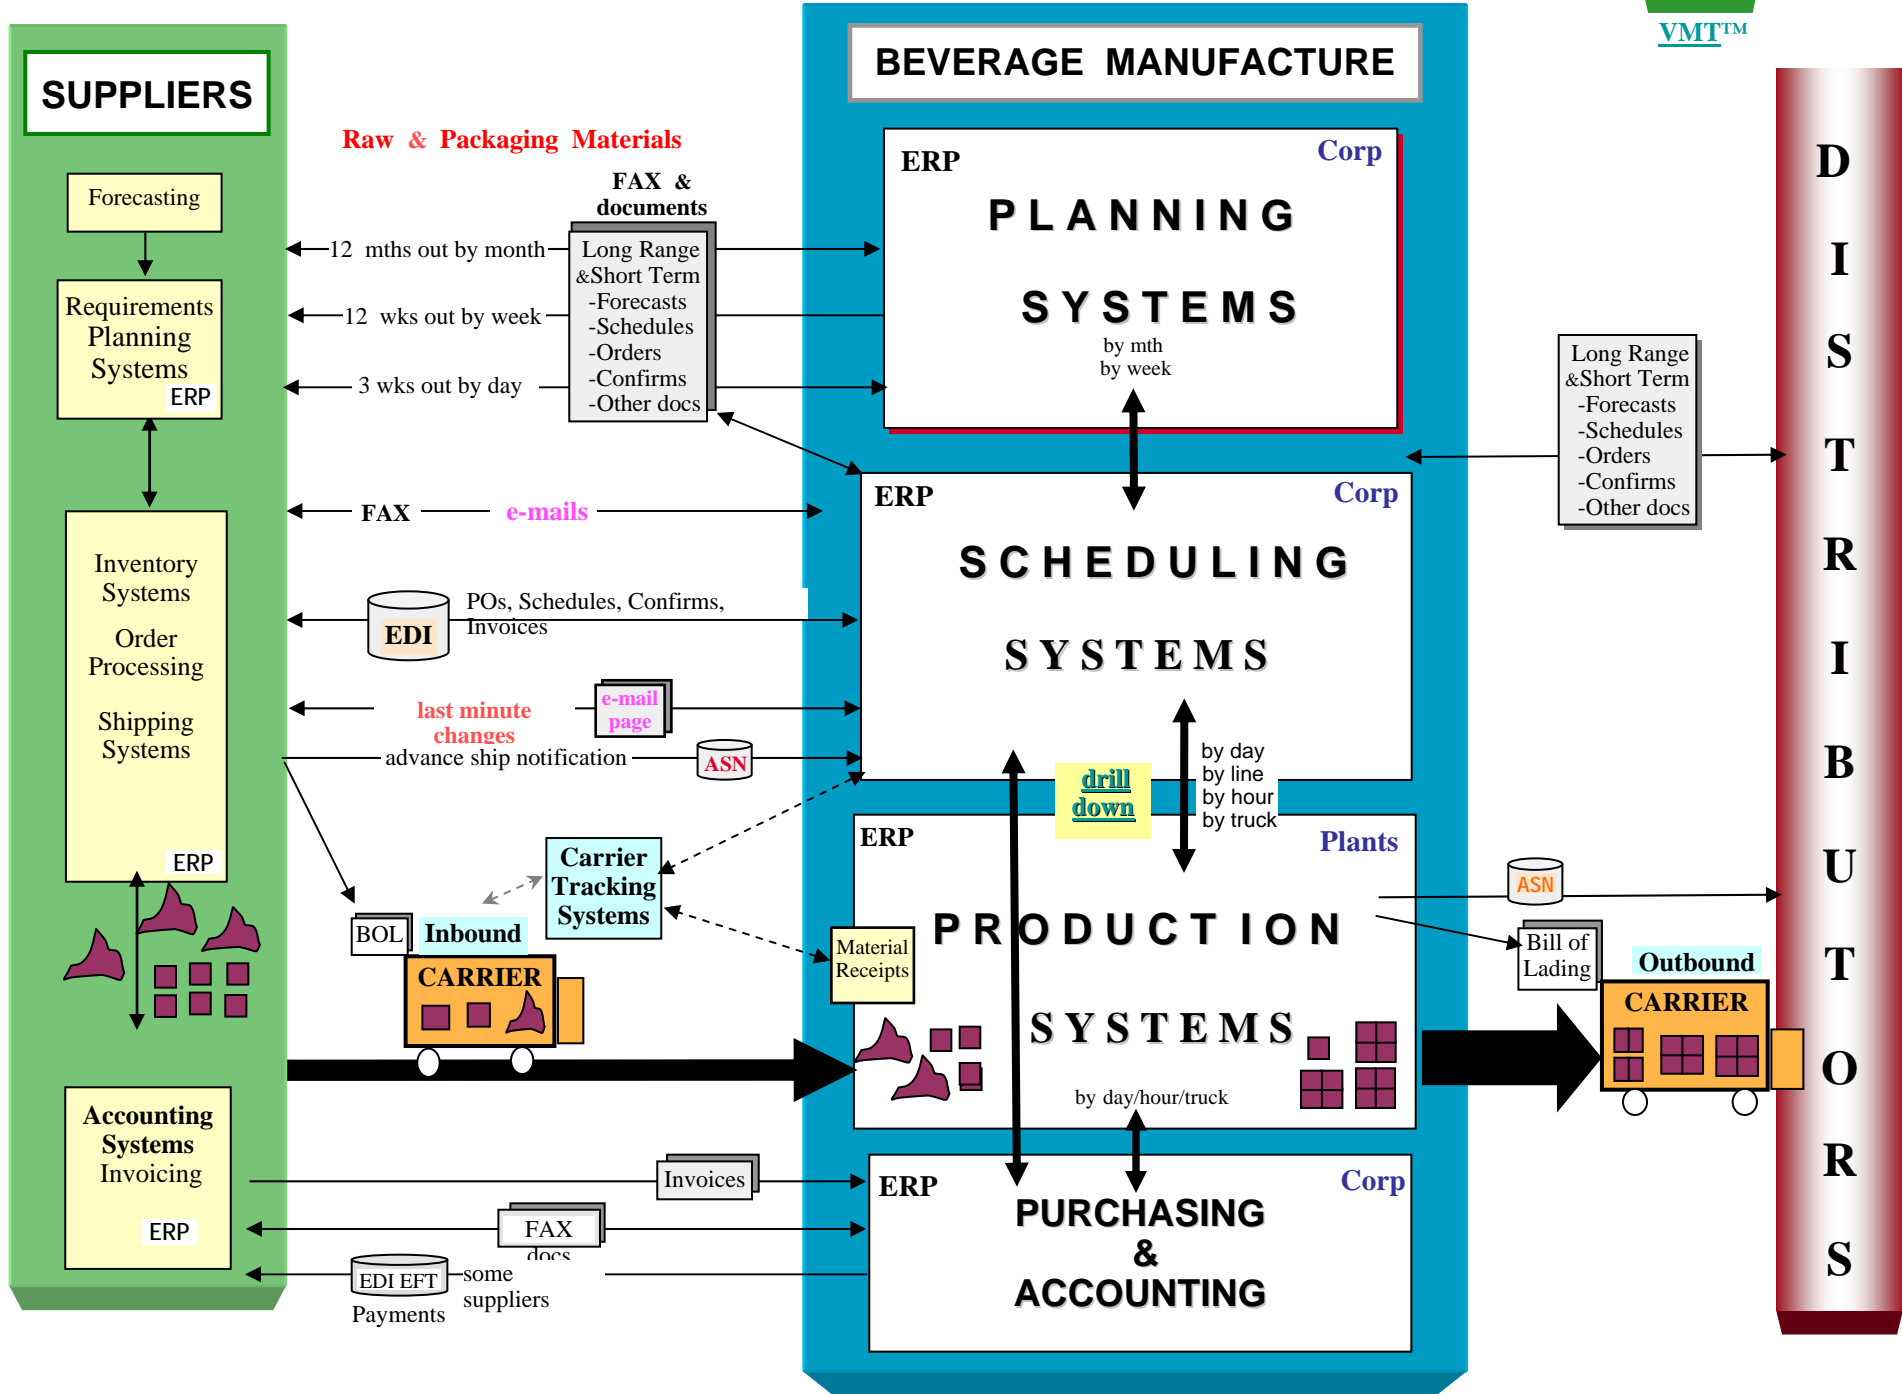 VMT™
SUPPLIERS
Forecasting
Requirements
Planning
Systems
ERP
Inventory
Systems
Order
Processing
Shipping
Systems
ERP
Accounting
Systems
Invoicing
ERP
Raw & Packaging Materials
FAX &
documents
12 mths out by month
12 wks out by week
3 wks out by day
Long Range
&Short Term
-Forecasts
-Schedules
-Orders
-Confirms
-Other docs
FAX
e-mails
EDI
POs, Schedules, Confirms,
Invoices
last minute
changes
e-mail
page
advance ship notification
ASN
Carrier
Tracking
Systems
BOL
Inbound
CARRIER
Material
Receipts
Invoices
FAX
docs
EDI EFT
some
suppliers
Payments
BEVERAGE MANUFACTURE
ERP
Corp
PLANNING
SYSTEMS
by mth
by week
ERP
Corp
SCHEDULING
SYSTEMS
drill
down
by day
by line
by hour
by truck
ERP
Plants
PRODUCTION
SYSTEMS
by day/hour/truck
ERP
Corp
PURCHASING
&
ACCOUNTING
Long Range
&Short Term
-Forecasts
-Schedules
-Orders
-Confirms
-Other docs
ASN
Bill of
Lading
Outbound
CARRIER
D
I
S
T
R
I
B
U
T
O
R
S